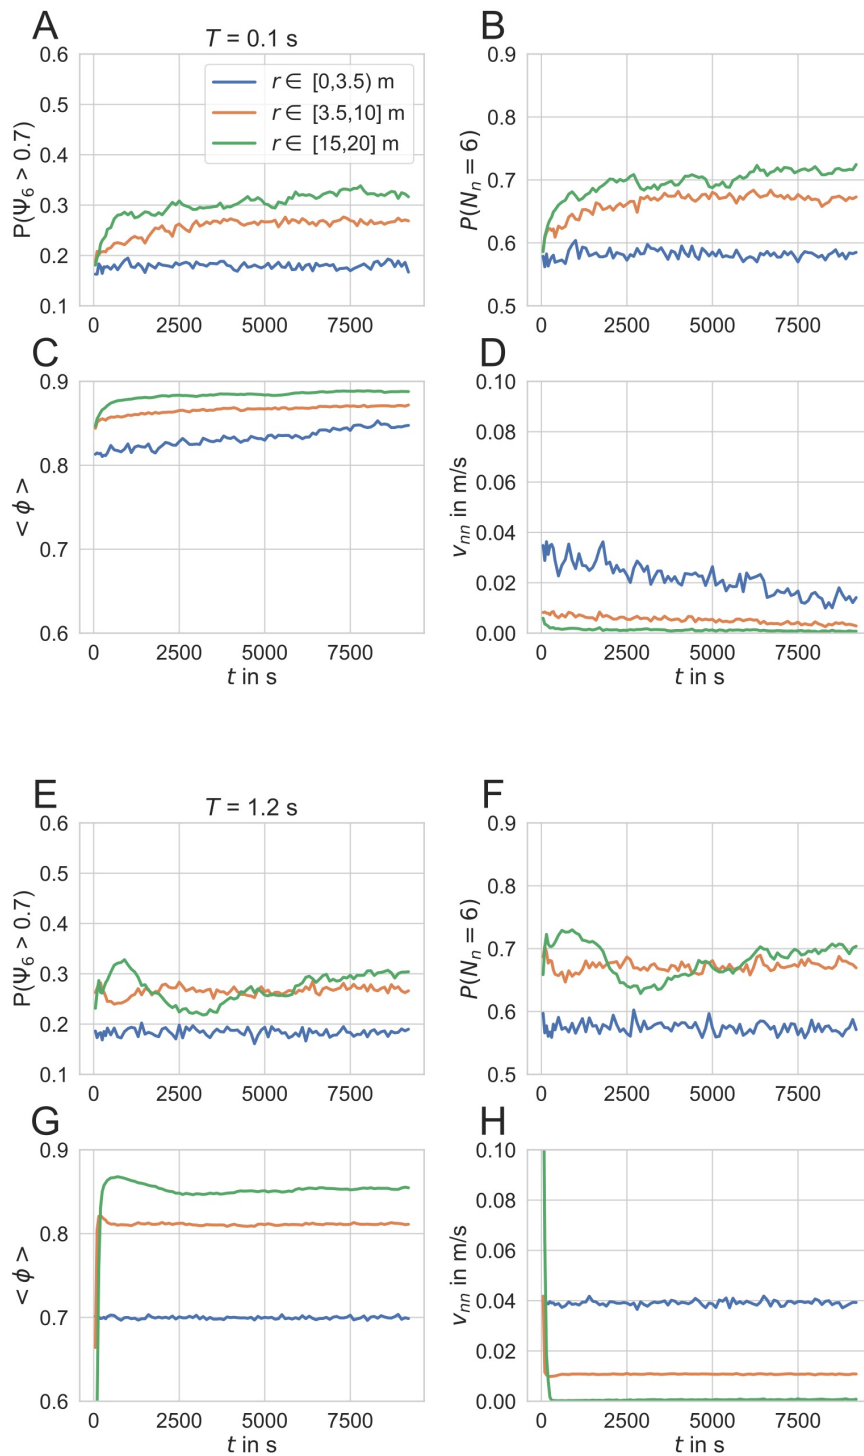 A
B
T = 0.1 s
P(Ψ6 > 0.7)
0.6
0.5
0.4
0.3
0.2
0.1
r ∈ [0,3.5) m
r ∈ [3.5,10] m
r ∈ [15,20] m
0 2500 5000 7500
P(Nn = 6)
0.9
0.8
0.7
0.6
0.5
0 2500 5000 7500
C
D
< ϕ >
0.9
0.8
0.7
0.6
0 2500 5000 7500
t in s
vnn in m/s
0.10
0.08
0.06
0.04
0.02
0.00
0 2500 5000 7500
t in s
E
F
T = 1.2 s
P(Ψ6 > 0.7)
0.6
0.5
0.4
0.3
0.2
0.1
0 2500 5000 7500
P(Nn = 6)
0.9
0.8
0.7
0.6
0.5
0 2500 5000 7500
G
H
< ϕ >
0.9
0.8
0.7
0.6
0 2500 5000 7500
t in s
vnn in m/s
0.10
0.08
0.06
0.04
0.02
0.00
0 2500 5000 7500
t in s